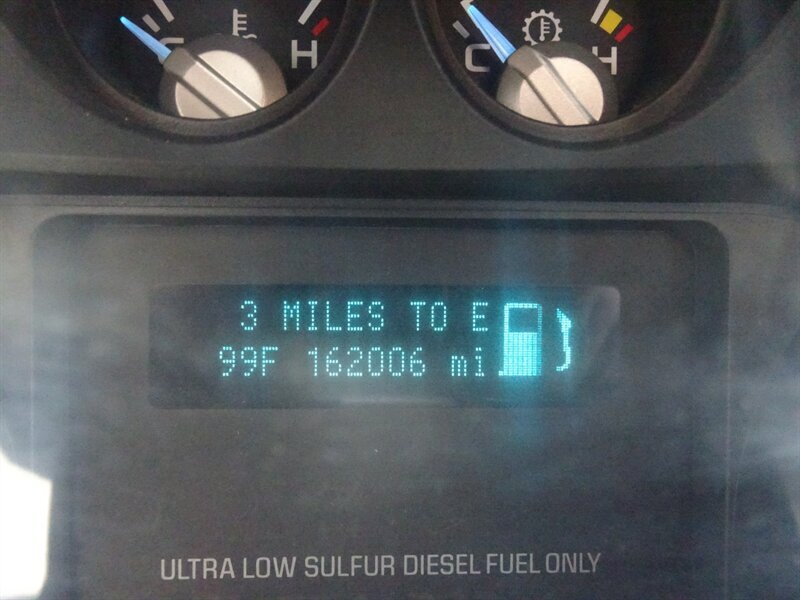 C H C H
3 MILES TO E
99F 162006 mi
ULTRA LOW SULFUR DIESEL FUEL ONLY